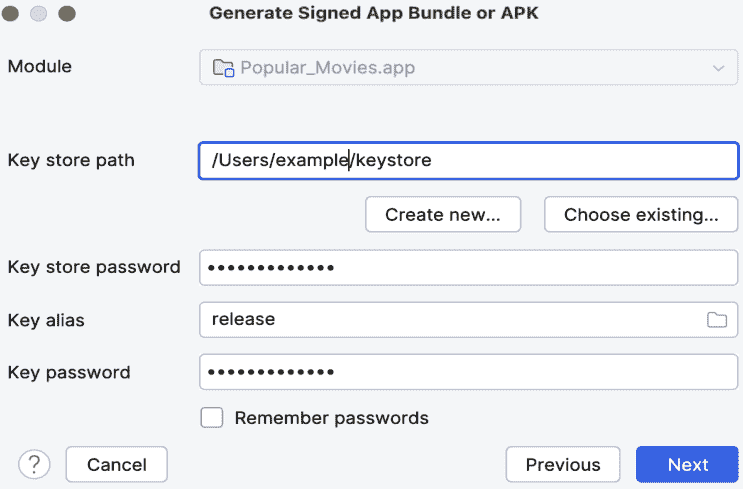 Generate Signed App Bundle or APK
Module Popular_Movies.app
Key store path /Users/example/keystore
Create new... Choose existing...
Key store password •••••••••••••
Key alias release
Key password •••••••••••••
Remember passwords
? Cancel Previous Next